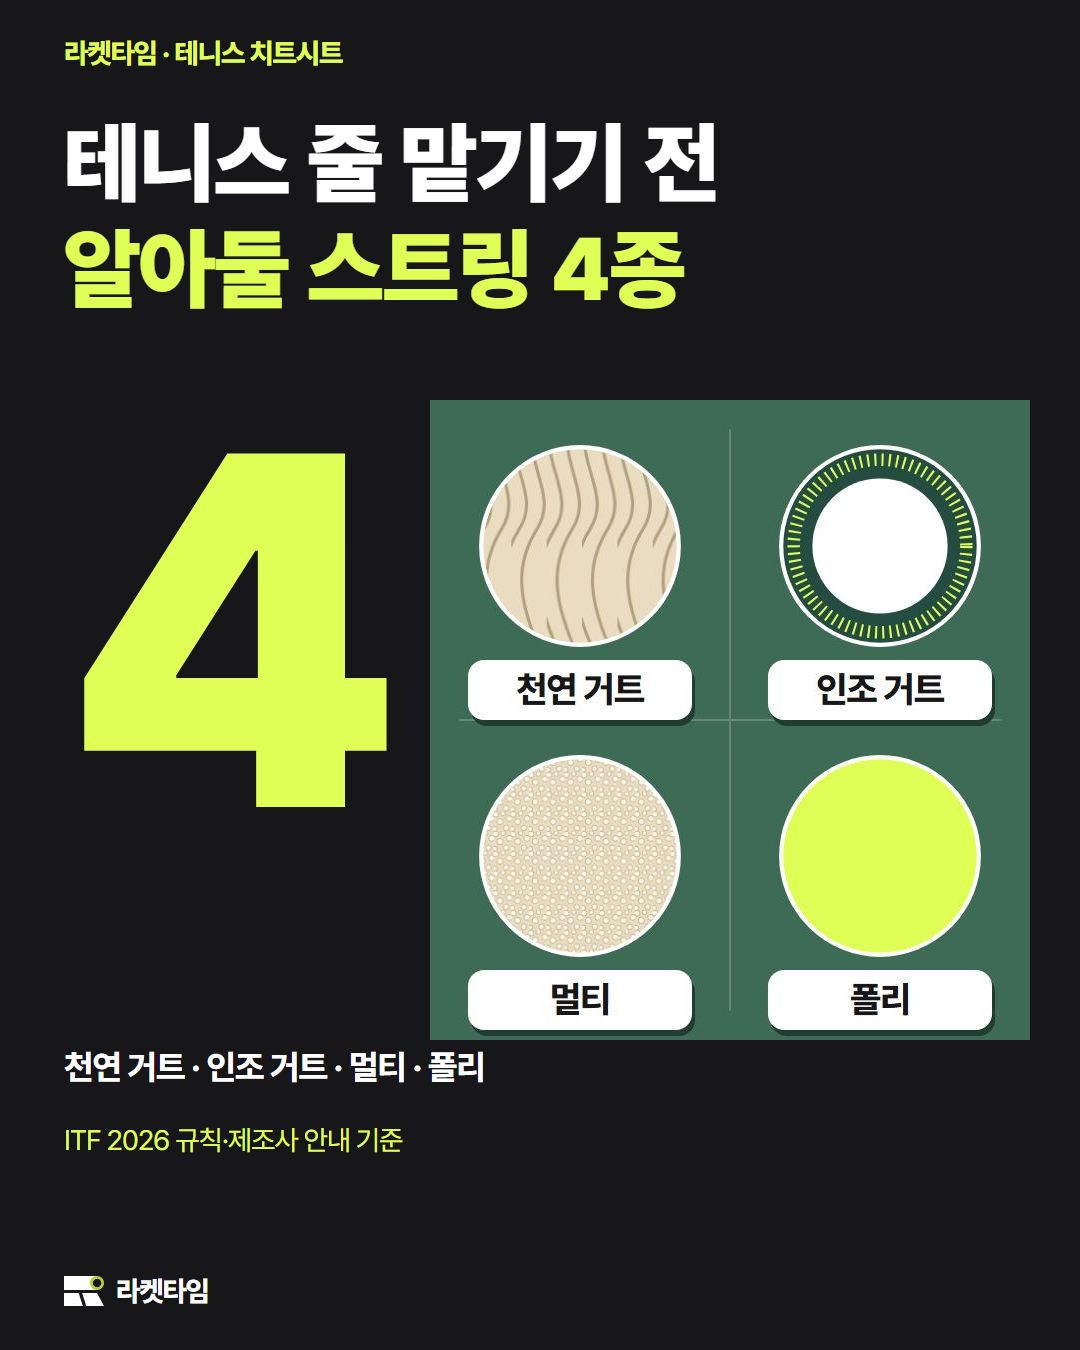 라켓타임 · 테니스 치트시트
테니스 줄 맡기기 전
알아둘 스트링 4종
4
천연 거트
인조 거트
멀티
폴리
천연 거트 · 인조 거트 · 멀티 · 폴리
ITF 2026 규칙·제조사 안내 기준
라켓타임